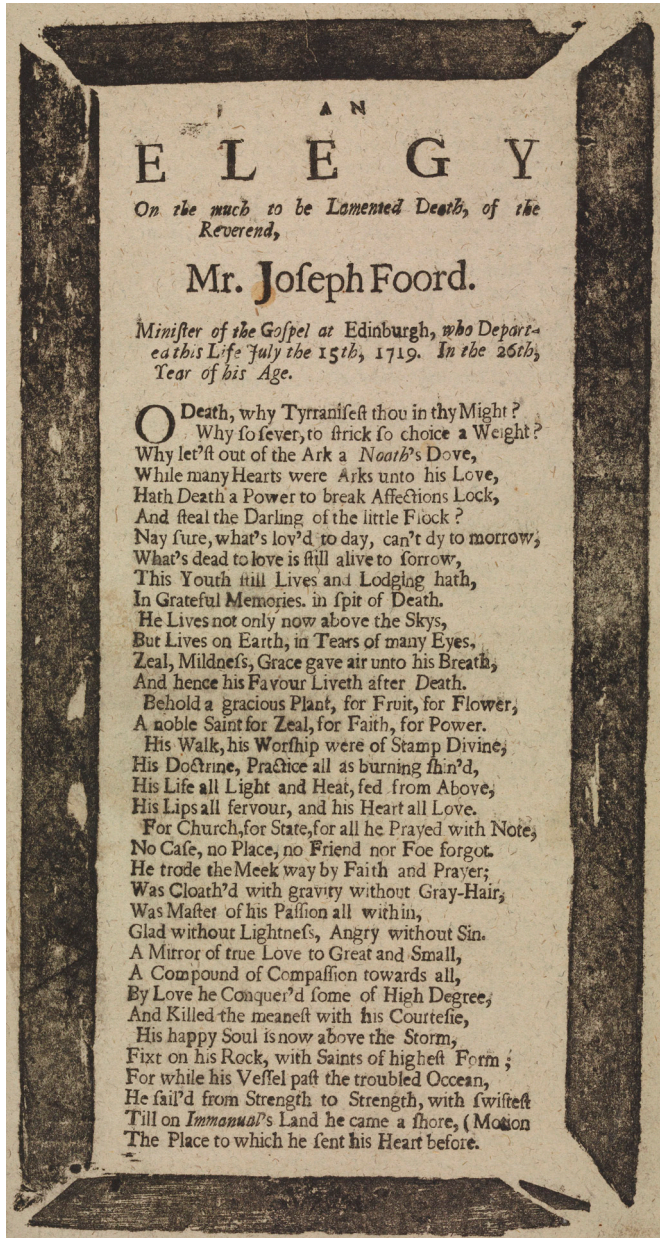 AN
ELEGY
On the much to be Lamented Death, of the
Reverend,
Mr. Joſeph Foord.
Miniſter of the Goſpel at Edinburgh, who Depart-
ed this Life July the 15th, 1719. In the 26th,
Year of his Age.
O Death, why Tyraniſeſt thou in thy Might?
Why ſo ſever, to ſtrick ſo choice a Weight?
Why let'ſt out of the Ark a Noath's Dove,
While many Hearts were Arks unto his Love,
Hath Death a Power to break Affections Lock,
And ſteal the Darling of the little Flock?
Nay ſure, what's lov'd to day, can't dy to morrow,
What's dead to love is ſtill alive to ſorrow,
This Youth ſtill Lives and Lodging hath,
In Grateful Memories. in ſpit of Death.
He Lives not only now above the Skys,
But Lives on Earth, in Tears of many Eyes,
Zeal, Mildneſs, Grace gave air unto his Breath,
And hence his Favour Liveth after Death.
Behold a gracious Plant, for Fruit, for Flower,
A noble Saint for Zeal, for Faith, for Power.
His Walk, his Worſhip were of Stamp Divine,
His Doctrine, Practice all as burning ſhin'd,
His Life all Light and Heat, fed from Above,
His Lips all fervour, and his Heart all Love.
For Church, for State, for all he Prayed with Note,
No Caſe, no Place, no Friend nor Foe forgot.
He trode the Meek way by Faith and Prayer;
Was Cloath'd with gravity without Gray-Hair,
Was Maſter of his Paſſion all within,
Glad without Lightneſs, Angry without Sin.
A Mirror of true Love to Great and Small,
A Compound of Compaſſion towards all,
By Love he Conquer'd ſome of High Degree,
And Killed the meaneſt with his Courteſie,
His happy Soul is now above the Storm,
Fixt on his Rock, with Saints of higheſt Form;
For while his Veſſel paſt the troubled Occean,
He ſail'd from Strength to Strength, with ſwifteſt
Till on Immanual's Land he came a ſhore, (Motion
The Place to which he ſent his Heart before.